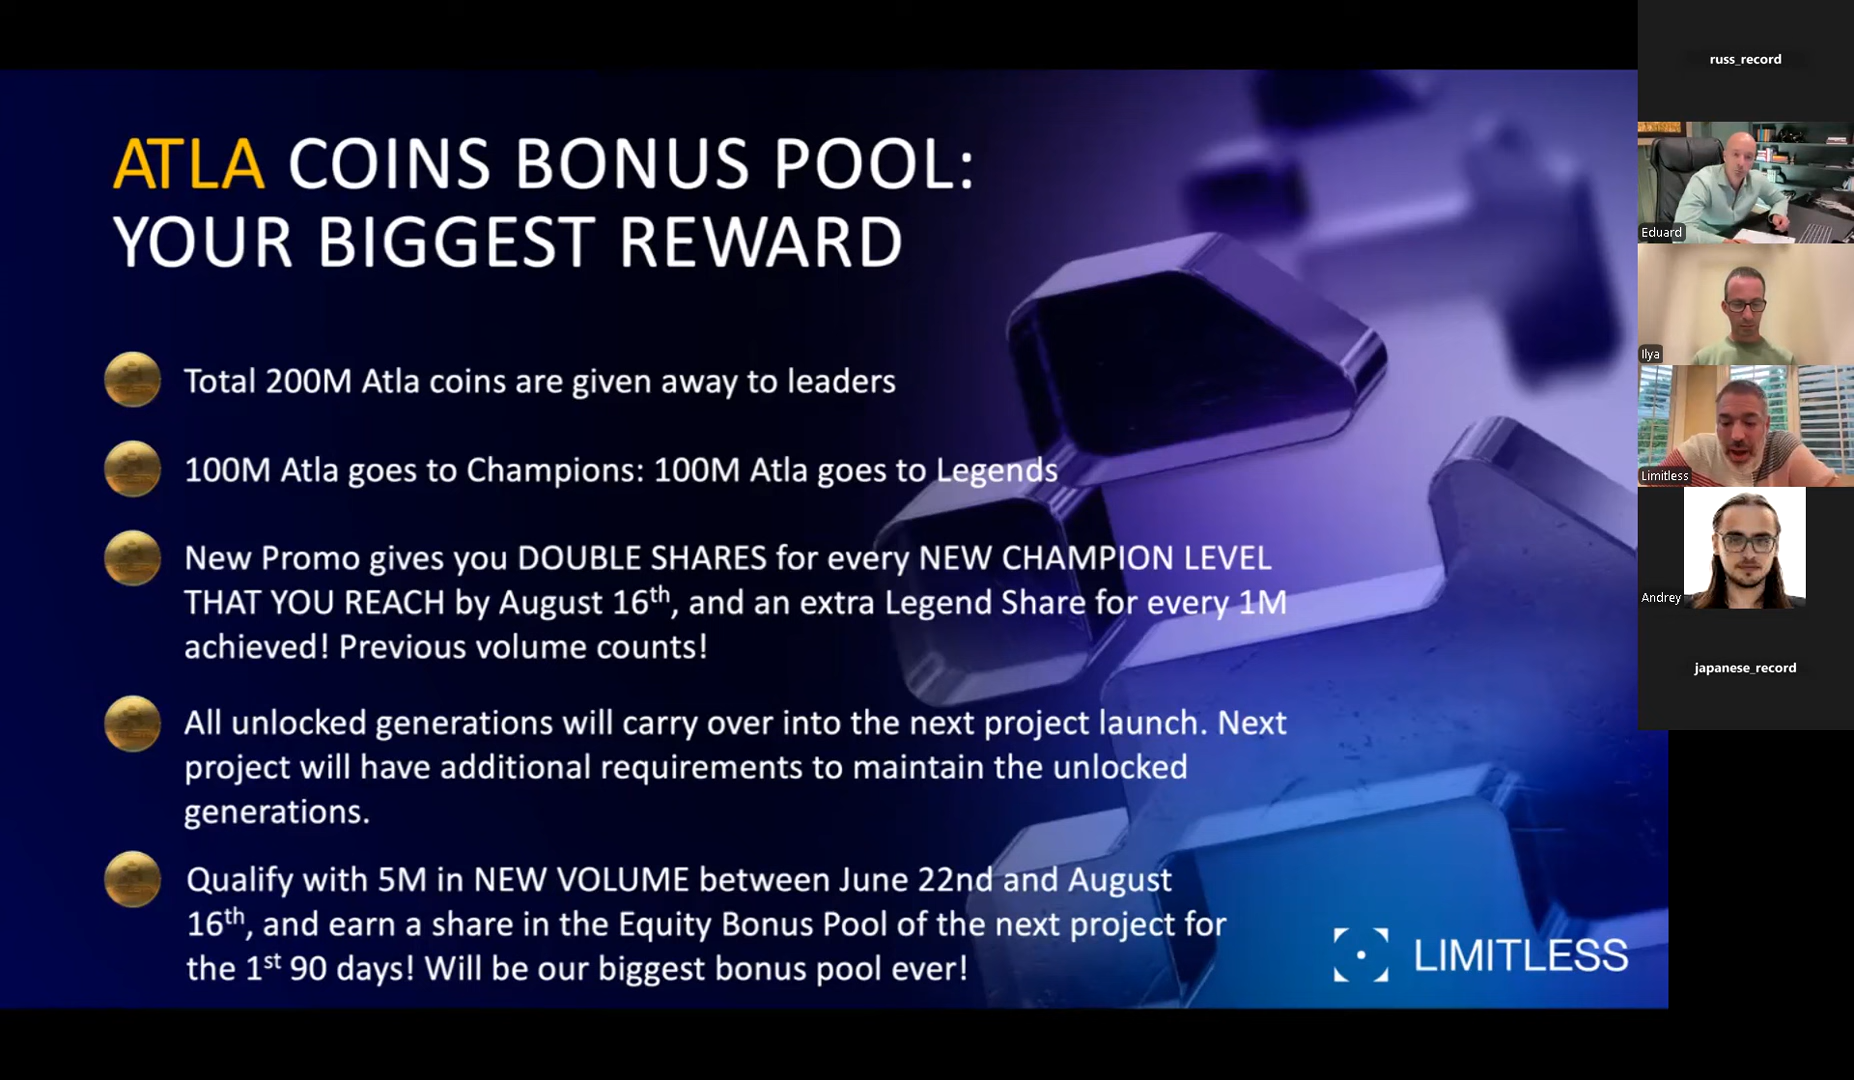 ATLA COINS BONUS POOL:
YOUR BIGGEST REWARD
Total 200M Atla coins are given away to leaders
100M Atla goes to Champions: 100M Atla goes to Legends
New Promo gives you DOUBLE SHARES for every NEW CHAMPION LEVEL
THAT YOU REACH by August 16th, and an extra Legend Share for every 1M
achieved! Previous volume counts!
All unlocked generations will carry over into the next project launch. Next
project will have additional requirements to maintain the unlocked
generations.
Qualify with 5M in NEW VOLUME between June 22nd and August
16th, and earn a share in the Equity Bonus Pool of the next project for
the 1st 90 days! Will be our biggest bonus pool ever!
LIMITLESS
russ_record
Eduard
Ilya
Limitless
Andrey
japanese_record